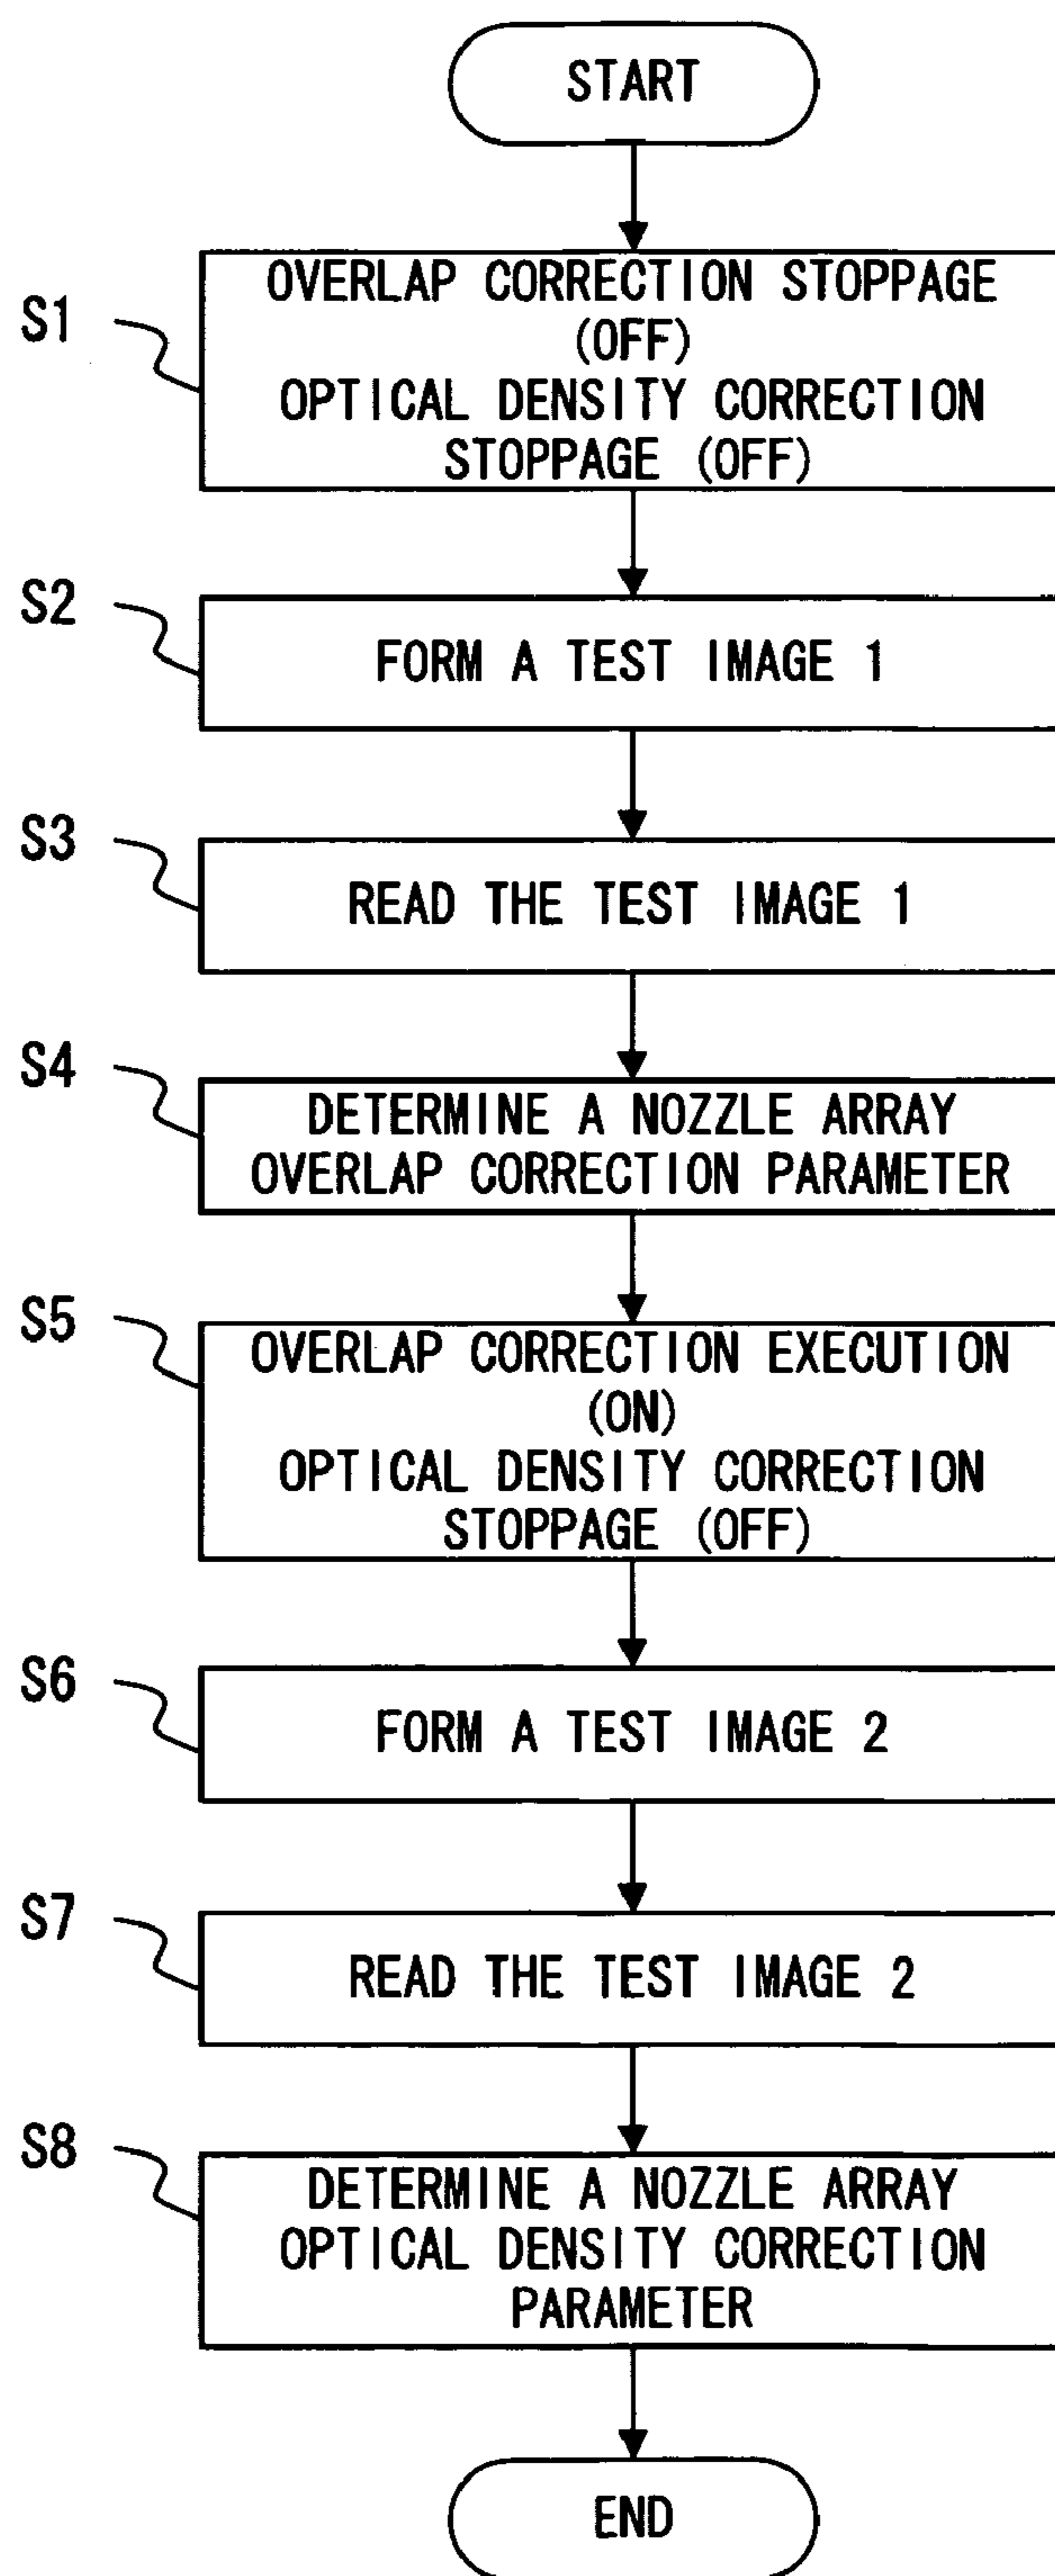 START
S1
OVERLAP CORRECTION STOPPAGE
(OFF)
OPTICAL DENSITY CORRECTION
STOPPAGE (OFF)
S2
FORM A TEST IMAGE 1
S3
READ THE TEST IMAGE 1
S4
DETERMINE A NOZZLE ARRAY
OVERLAP CORRECTION PARAMETER
S5
OVERLAP CORRECTION EXECUTION
(ON)
OPTICAL DENSITY CORRECTION
STOPPAGE (OFF)
S6
FORM A TEST IMAGE 2
S7
READ THE TEST IMAGE 2
S8
DETERMINE A NOZZLE ARRAY
OPTICAL DENSITY CORRECTION
PARAMETER
END